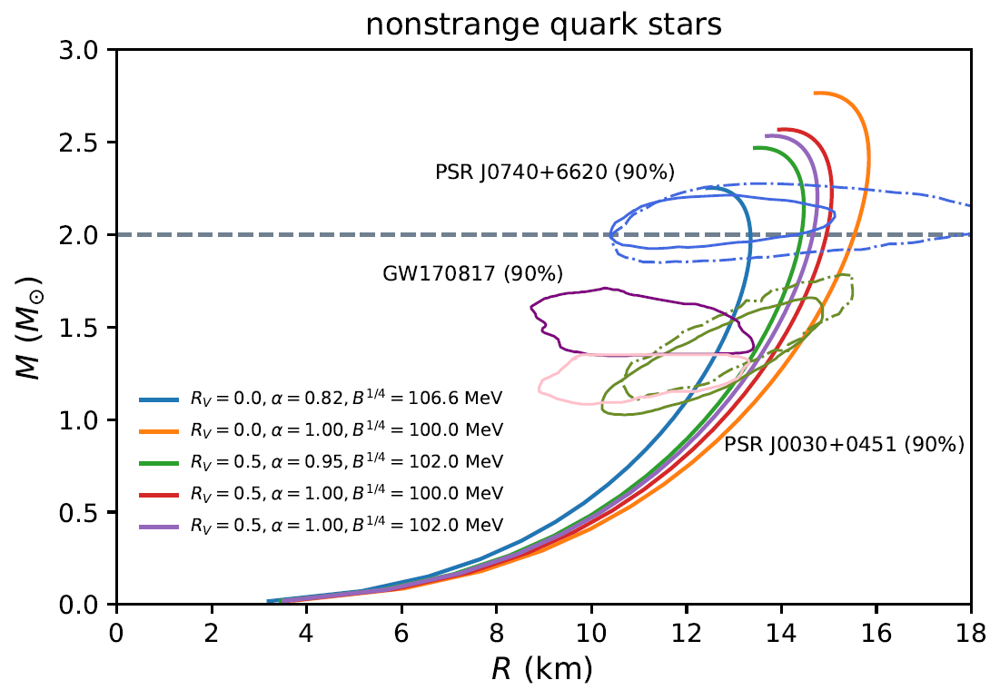 nonstrange quark stars
3.0
2.5
2.0
1.5
1.0
0.5
0.0
M (M⊙)
PSR J0740+6620 (90%)
GW170817 (90%)
PSR J0030+0451 (90%)
R_V = 0.0, α = 0.82, B^{1/4} = 106.6 MeV
R_V = 0.0, α = 1.00, B^{1/4} = 100.0 MeV
R_V = 0.5, α = 0.95, B^{1/4} = 102.0 MeV
R_V = 0.5, α = 1.00, B^{1/4} = 100.0 MeV
R_V = 0.5, α = 1.00, B^{1/4} = 102.0 MeV
0 2 4 6 8 10 12 14 16 18
R (km)